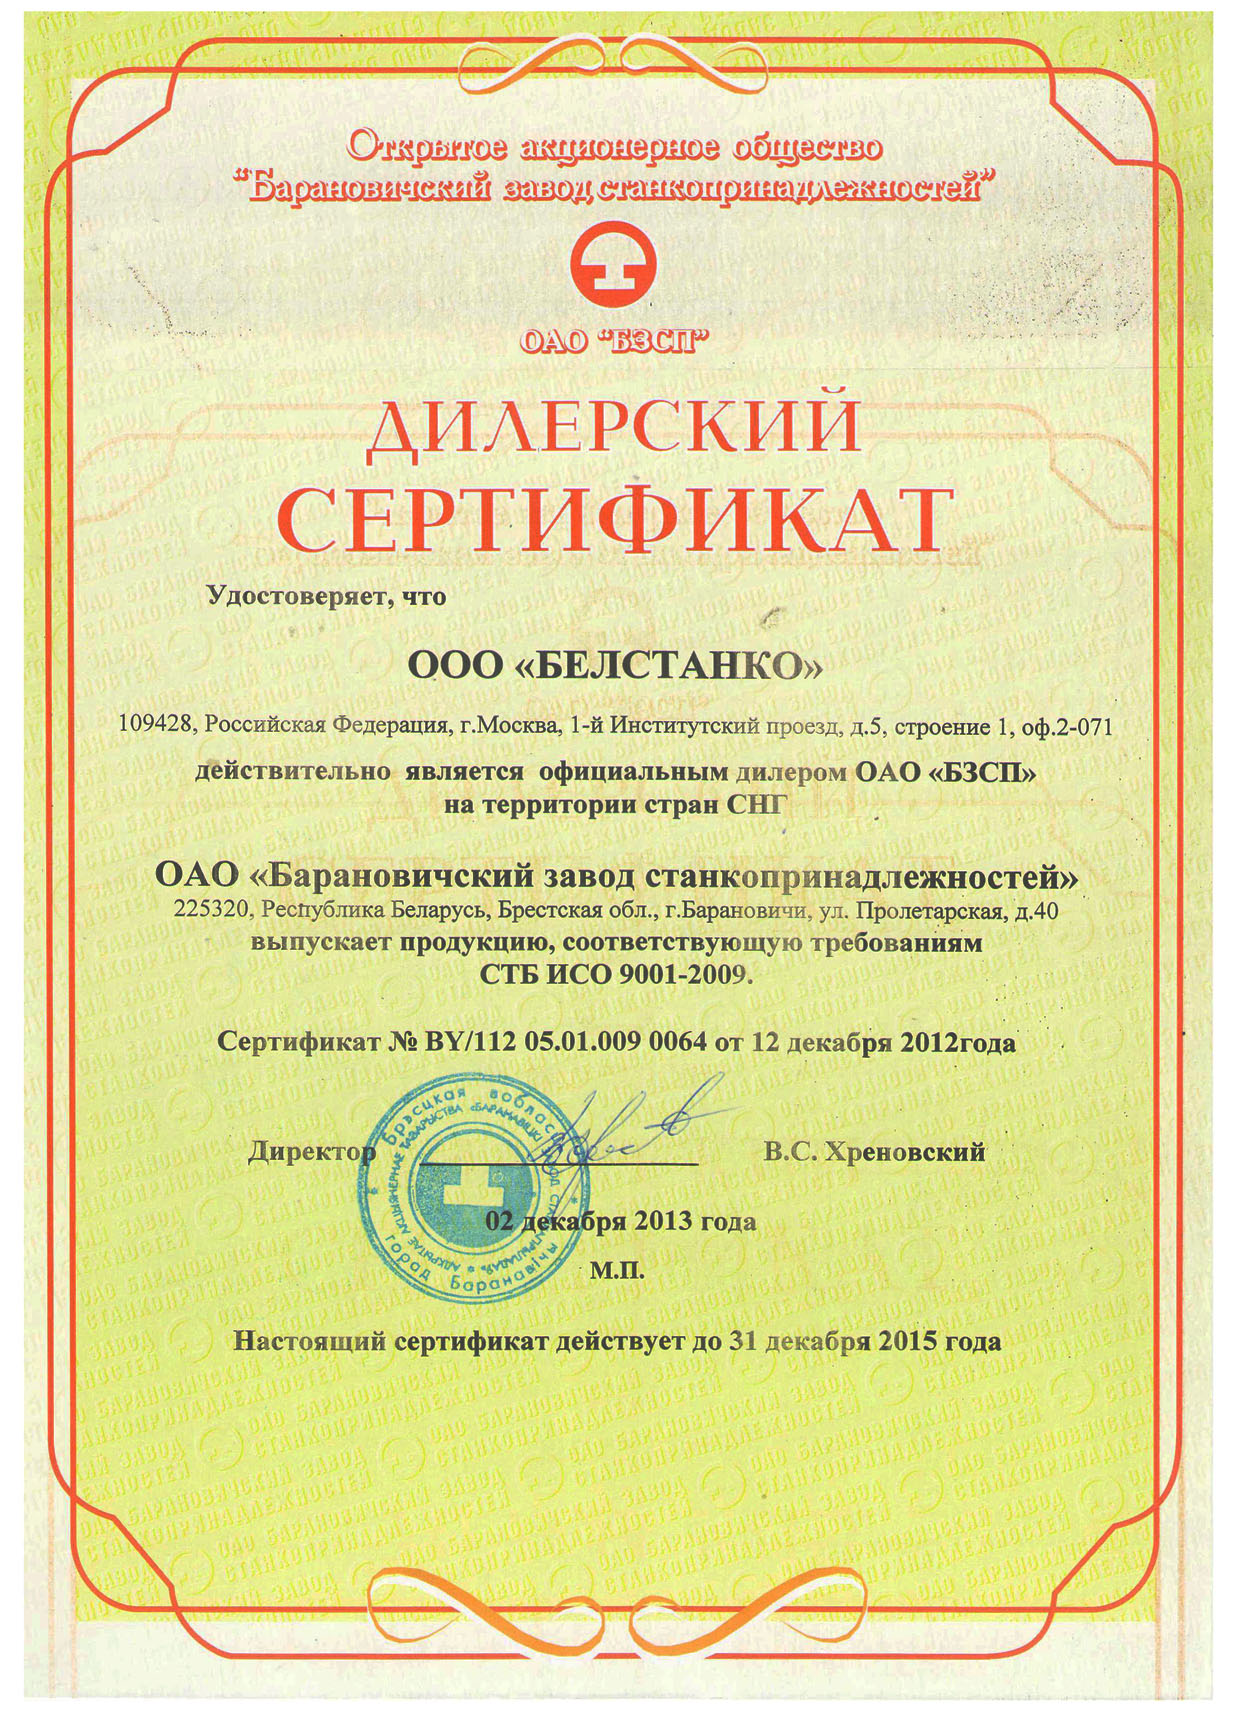 Открытое акционерное общество
“Барановичский завод станкопринадлежностей”
ОАО “БЗСП”
ДИЛЕРСКИЙ
СЕРТИФИКАТ
Удостоверяет, что
ООО «БЕЛСТАНКО»
109428, Российская Федерация, г.Москва, 1-й Институтский проезд, д.5, строение 1, оф.2-071
действительно является официальным дилером ОАО «БЗСП»
на территории стран СНГ
ОАО «Барановичский завод станкопринадлежностей»
225320, Республика Беларусь, Брестская обл., г.Барановичи, ул. Пролетарская, д.40
выпускает продукцию, соответствующую требованиям
СТБ ИСО 9001-2009.
Сертификат № BY/112 05.01.009 0064 от 12 декабря 2012года
Брэсцкая вобласць
горад Баранавічы
Директор В.С. Хреновский
02 декабря 2013 года
М.П.
Настоящий сертификат действует до 31 декабря 2015 года